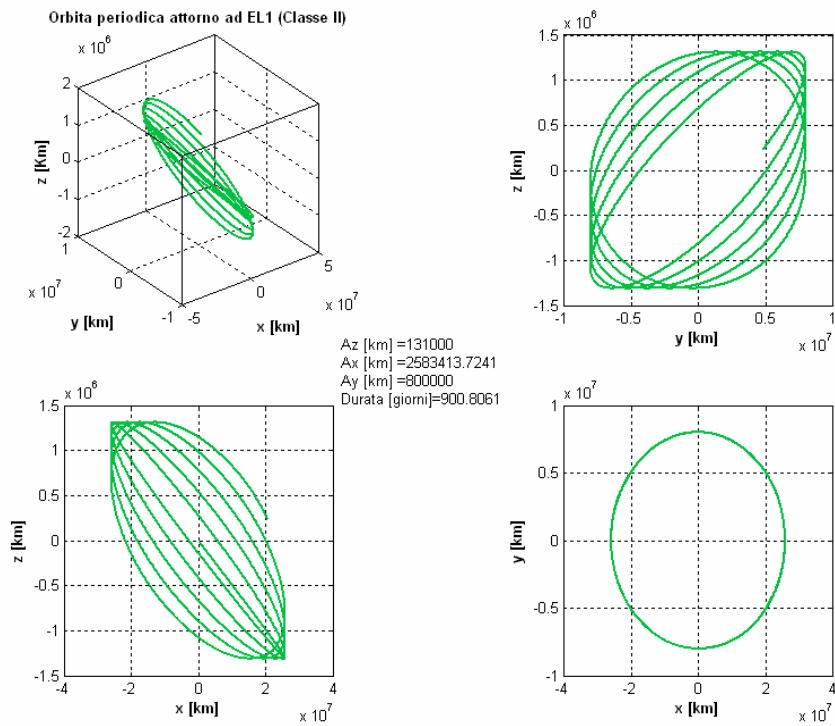 Orbita periodica attorno ad EL1 (Classe II)
x 10^6
2
1
0
-1
-2
z [Km]
1
0
-1
x 10^7
y [km]
-5
0
5
x 10^7
x [km]
x 10^6
1.5
1
0.5
0
-0.5
-1
-1.5
z [km]
-1 -0.5 0 0.5 1
x 10^7
y [km]
Az [km] =131000
Ax [km] =2583413.7241
Ay [km] =800000
Durata [giorni]=900.8061
x 10^6
1.5
1
0.5
0
-0.5
-1
-1.5
z [km]
-4 -2 0 2 4
x 10^7
x [km]
x 10^7
1
0.5
0
-0.5
-1
y [km]
-4 -2 0 2 4
x 10^7
x [km]